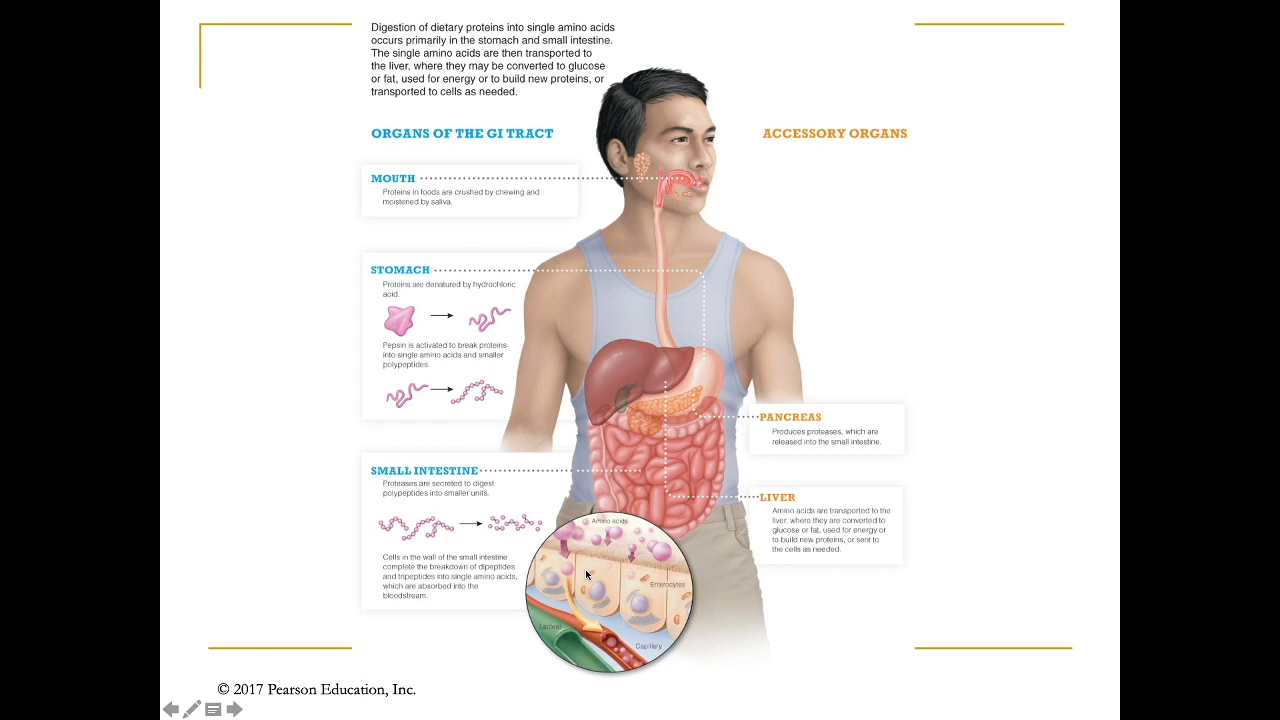 Digestion of dietary proteins into single amino acids
occurs primarily in the stomach and small intestine.
The single amino acids are then transported to
the liver, where they may be converted to glucose
or fat, used for energy or to build new proteins, or
transported to cells as needed.
ORGANS OF THE GI TRACT
ACCESSORY ORGANS
MOUTH
Proteins in foods are crushed by chewing and
moistened by saliva.
STOMACH
Proteins are denatured by hydrochloric
acid.
Pepsin is activated to break proteins
into single amino acids and smaller
polypeptides.
PANCREAS
Produces proteases, which are
released into the small intestine.
SMALL INTESTINE
Proteases are secreted to digest
polypeptides into smaller units.
Cells in the wall of the small intestine
complete the breakdown of dipeptides
and tripeptides into single amino acids,
which are absorbed into the
bloodstream.
LIVER
Amino acids are transported to the
liver, where they are converted to
glucose or fat, used for energy or
to build new proteins, or sent to
the cells as needed.
Amino acids
Enterocytes
Lacteal
Capillary
© 2017 Pearson Education, Inc.